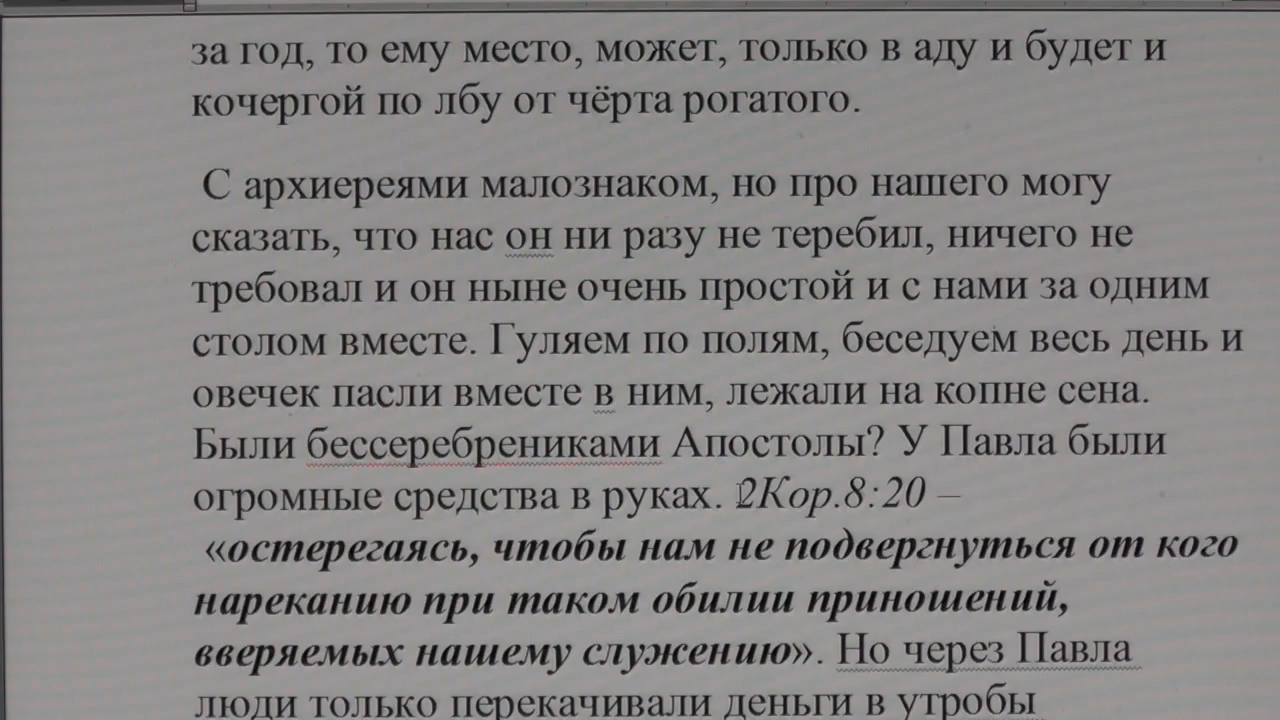 за год, то ему место, может, только в аду и будет и
кочергой по лбу от чёрта рогатого.
С архиереями малознаком, но про нашего могу
сказать, что нас он ни разу не теребил, ничего не
требовал и он ныне очень простой и с нами за одним
столом вместе. Гуляем по полям, беседуем весь день и
овечек пасли вместе в ним, лежали на копне сена.
Были бессеребрениками Апостолы? У Павла были
огромные средства в руках. 2Кор.8:20 –
«остерегаясь, чтобы нам не подвергнуться от кого
нареканию при таком обилии приношений,
вверяемых нашему служению». Но через Павла
люди только перекачивали деньги в утробы